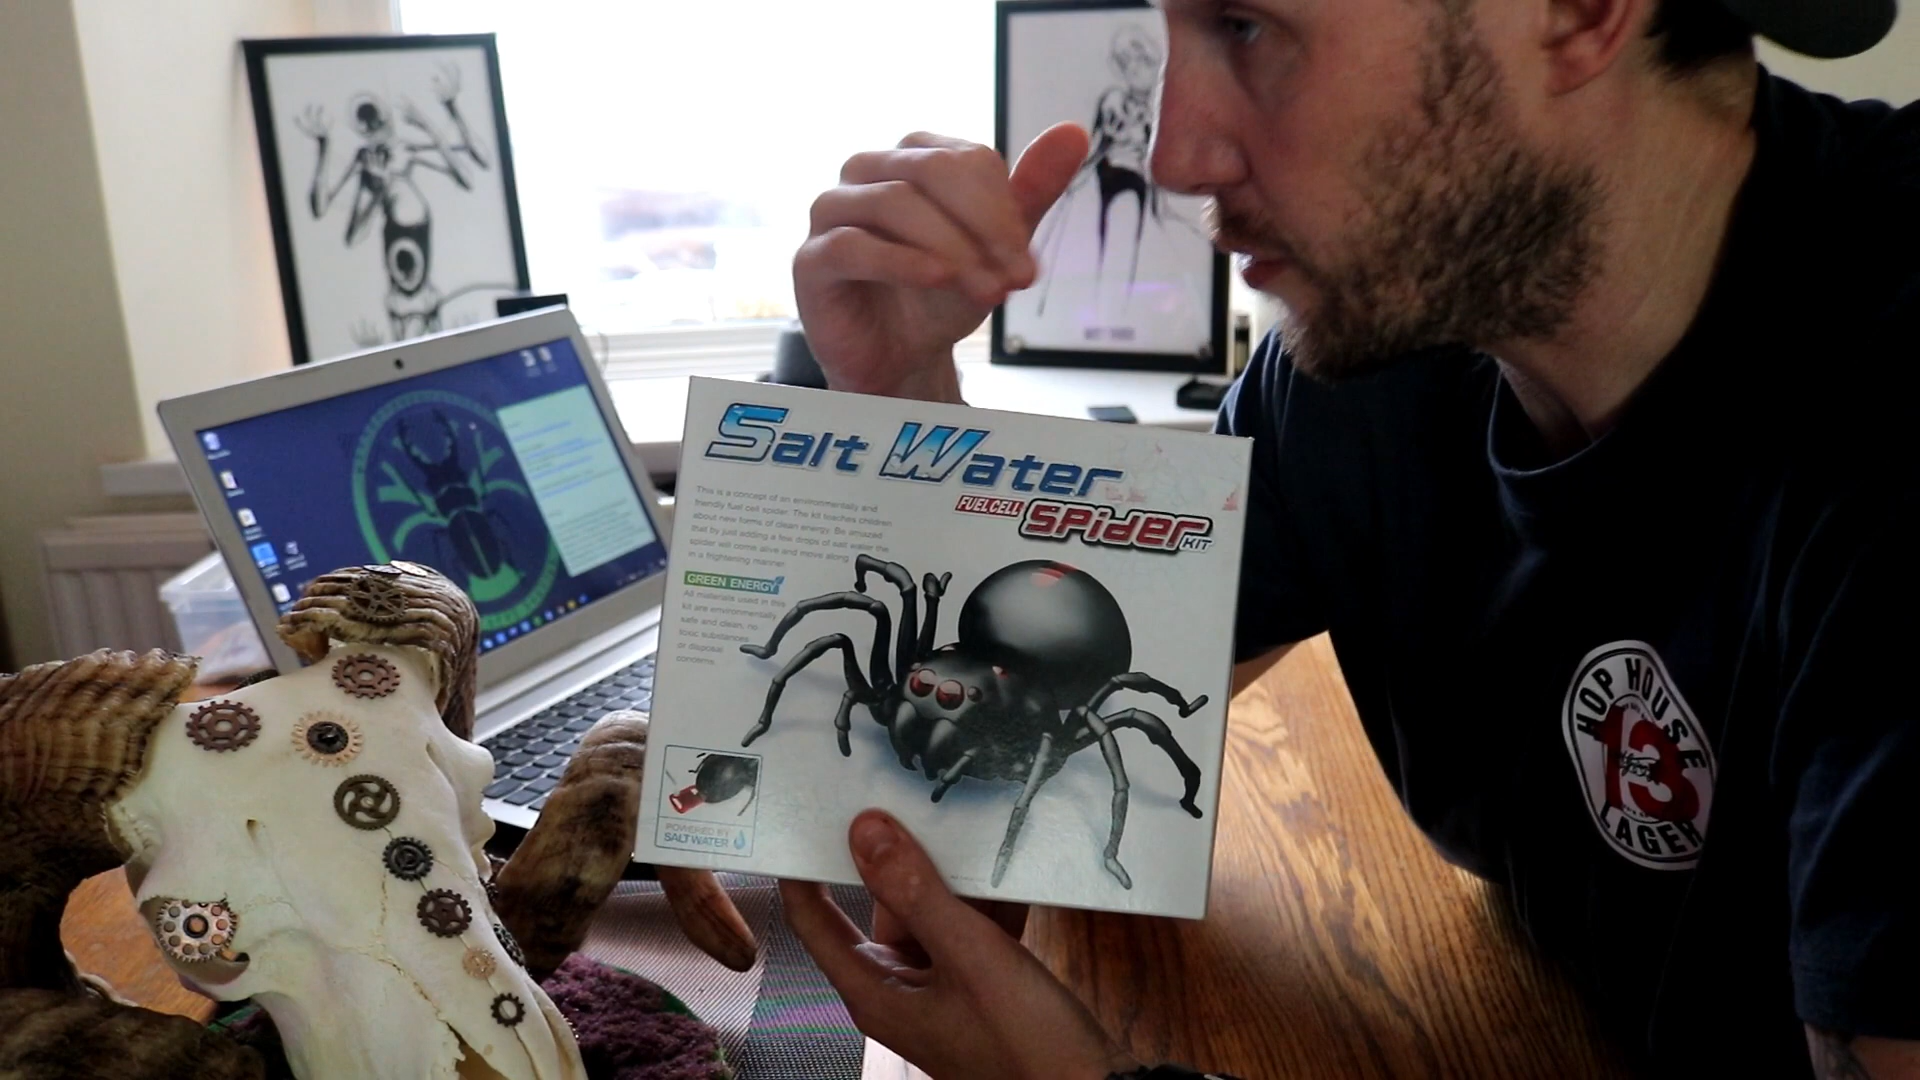 Salt Water
FUEL CELL Spider KIT
This is a concept of an environmentally and
friendly fuel cell spider. The kit teaches children
about new forms of clean energy. Be amazed
that by just adding a few drops of salt water the
spider will come alive and move along
in a frightening manner
GREEN ENERGY
All materials used in this
kit are environmentally
safe and clean, no
toxic substances
or disposal
concerns.
POWERED BY
SALT WATER
HOP HOUSE
13
LAGER